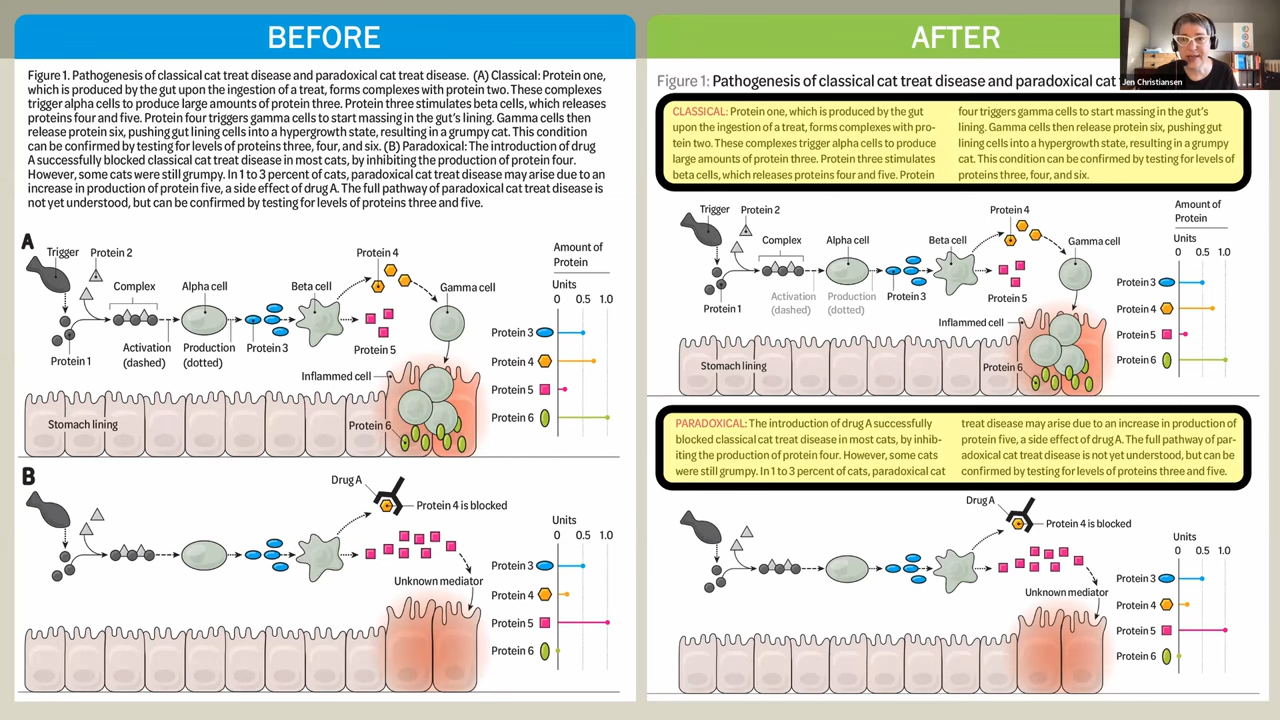 BEFORE
Figure 1. Pathogenesis of classical cat treat disease and paradoxical cat treat disease. (A) Classical: Protein one,
which is produced by the gut upon the ingestion of a treat, forms complexes with protein two. These complexes
trigger alpha cells to produce large amounts of protein three. Protein three stimulates beta cells, which releases
proteins four and five. Protein four triggers gamma cells to start massing in the gut's lining. Gamma cells then
release protein six, pushing gut lining cells into a hypergrowth state, resulting in a grumpy cat. This condition
can be confirmed by testing for levels of proteins three, four, and six. (B) Paradoxical: The introduction of drug
A successfully blocked classical cat treat disease in most cats, by inhibiting the production of protein four.
However, some cats were still grumpy. In 1 to 3 percent of cats, paradoxical cat treat disease may arise due to an
increase in production of protein five, a side effect of drug A. The full pathway of paradoxical cat treat disease is
not yet understood, but can be confirmed by testing for levels of proteins three and five.
A
Trigger
Protein 2
Complex
Alpha cell
Beta cell
Protein 4
Gamma cell
Protein 1
Activation
(dashed)
Production
(dotted)
Protein 3
Protein 5
Inflamed cell
Stomach lining
Protein 6
Amount of
Protein
Units
0 0.5 1.0
Protein 3
Protein 4
Protein 5
Protein 6
B
Drug A
Protein 4 is blocked
Unknown mediator
Units
0 0.5 1.0
Protein 3
Protein 4
Protein 5
Protein 6
AFTER
Jen Christiansen
Figure 1: Pathogenesis of classical cat treat disease and paradoxical cat
CLASSICAL: Protein one, which is produced by the gut
upon the ingestion of a treat, forms complexes with pro-
tein two. These complexes trigger alpha cells to produce
large amounts of protein three. Protein three stimulates
beta cells, which releases proteins four and five. Protein
four triggers gamma cells to start massing in the gut's
lining. Gamma cells then release protein six, pushing gut
lining cells into a hypergrowth state, resulting in a grumpy
cat. This condition can be confirmed by testing for levels of
proteins three, four, and six.
Trigger
Protein 2
Complex
Alpha cell
Beta cell
Protein 4
Gamma cell
Protein 1
Activation
(dashed)
Production
(dotted)
Protein 3
Protein 5
Inflamed cell
Stomach lining
Protein 6
Amount of
Protein
Units
0 0.5 1.0
Protein 3
Protein 4
Protein 5
Protein 6
PARADOXICAL: The introduction of drug A successfully
blocked classical cat treat disease in most cats, by inhib-
iting the production of protein four. However, some cats
were still grumpy. In 1 to 3 percent of cats, paradoxical cat
treat disease may arise due to an increase in production of
protein five, a side effect of drug A. The full pathway of par-
adoxical cat treat disease is not yet understood, but can be
confirmed by testing for levels of proteins three and five.
Drug A
Protein 4 is blocked
Unknown mediator
Units
0 0.5 1.0
Protein 3
Protein 4
Protein 5
Protein 6